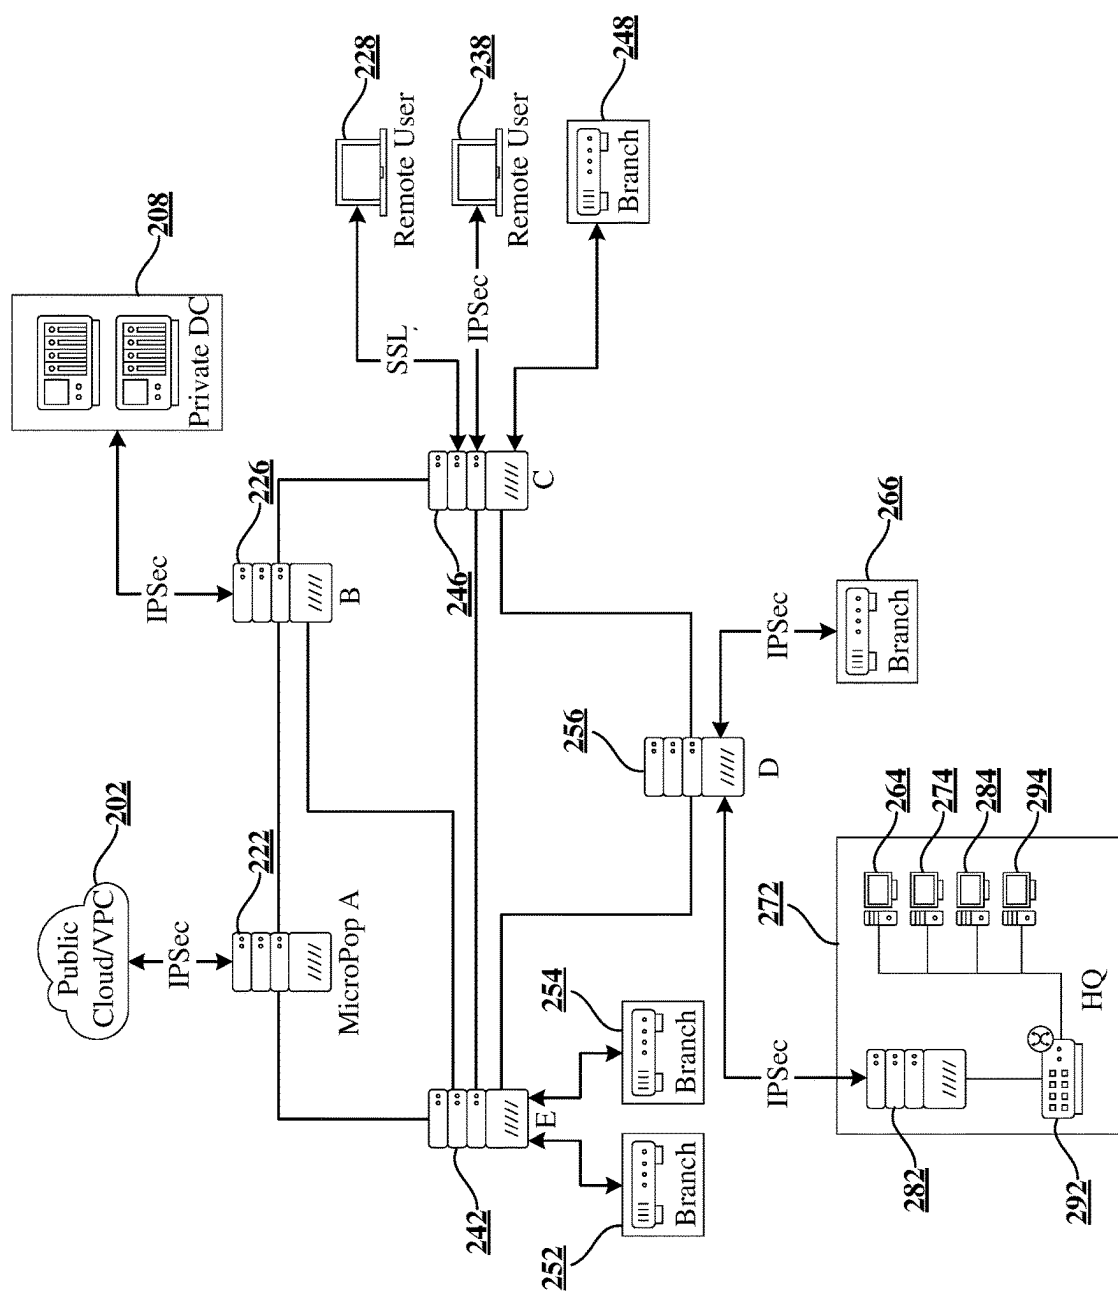 202
Public
Cloud/VPC
IPSec
222
MicroPop A
208
Private DC
IPSec
226
B
228
Remote User
SSL
238
Remote User
IPSec
248
Branch
246
C
242
E
252
Branch
254
Branch
256
D
IPSec
266
Branch
IPSec
272
264
274
284
294
282
292
HQ